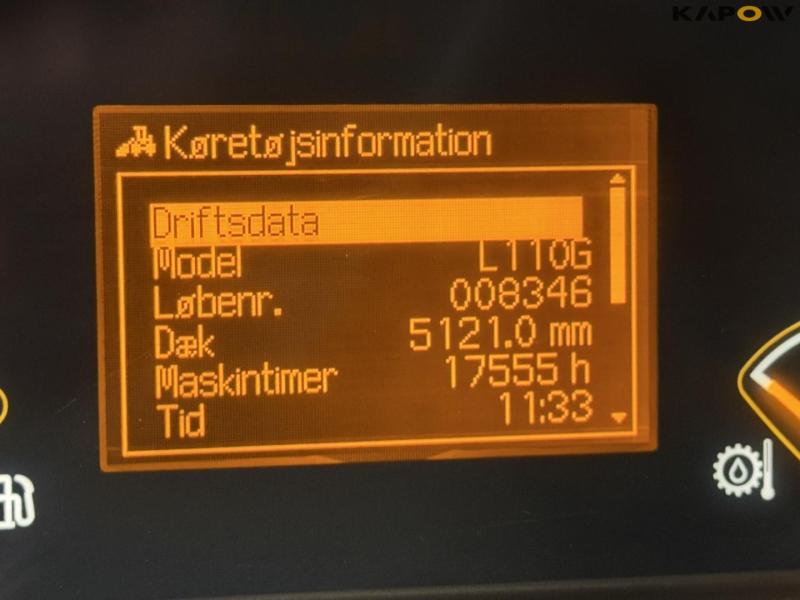 KAPOW
Køretøjsinformation
Driftsdata
Model L110G
Løbenr. 008346
Dæk 5121.0 mm
Maskintimer 17555 h
Tid 11:33